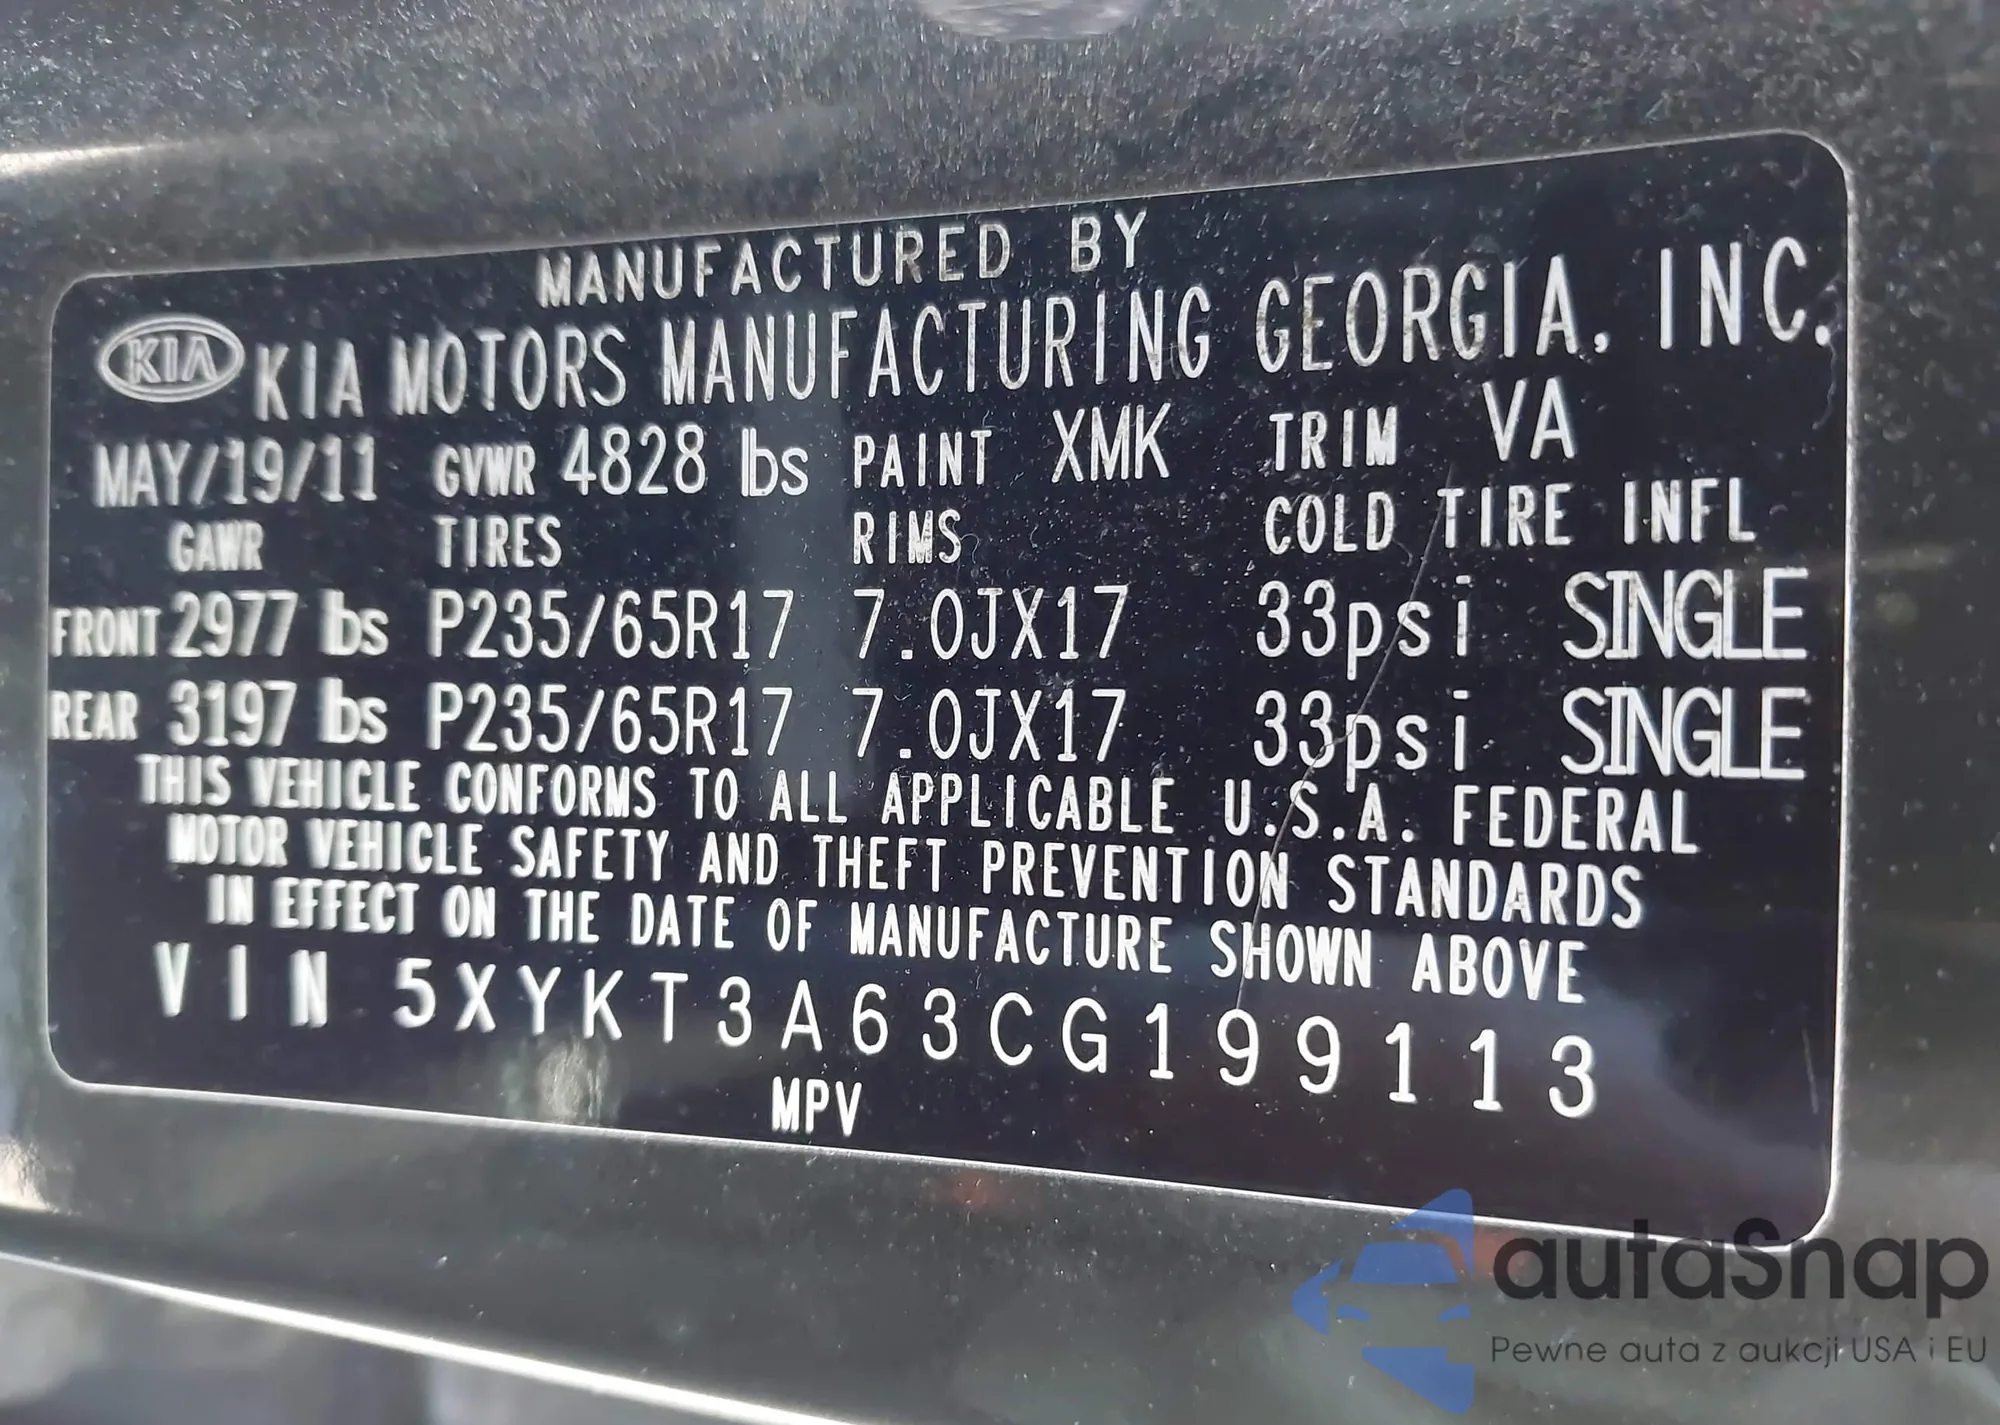 MANUFACTURED BY
KIA KIA MOTORS MANUFACTURING GEORGIA, INC.
MAY/19/11 GVWR 4828 lbs PAINT XMK TRIM VA
GAWR TIRES RIMS COLD TIRE INFL
FRONT 2977 lbs P235/65R17 7.0JX17 33psi SINGLE
REAR 3197 lbs P235/65R17 7.0JX17 33psi SINGLE
THIS VEHICLE CONFORMS TO ALL APPLICABLE U.S.A. FEDERAL
MOTOR VEHICLE SAFETY AND THEFT PREVENTION STANDARDS
IN EFFECT ON THE DATE OF MANUFACTURE SHOWN ABOVE
VIN 5XYKT3A63CG199113
MPV
autaSnap
Pewne auta z aukcji USA i EU